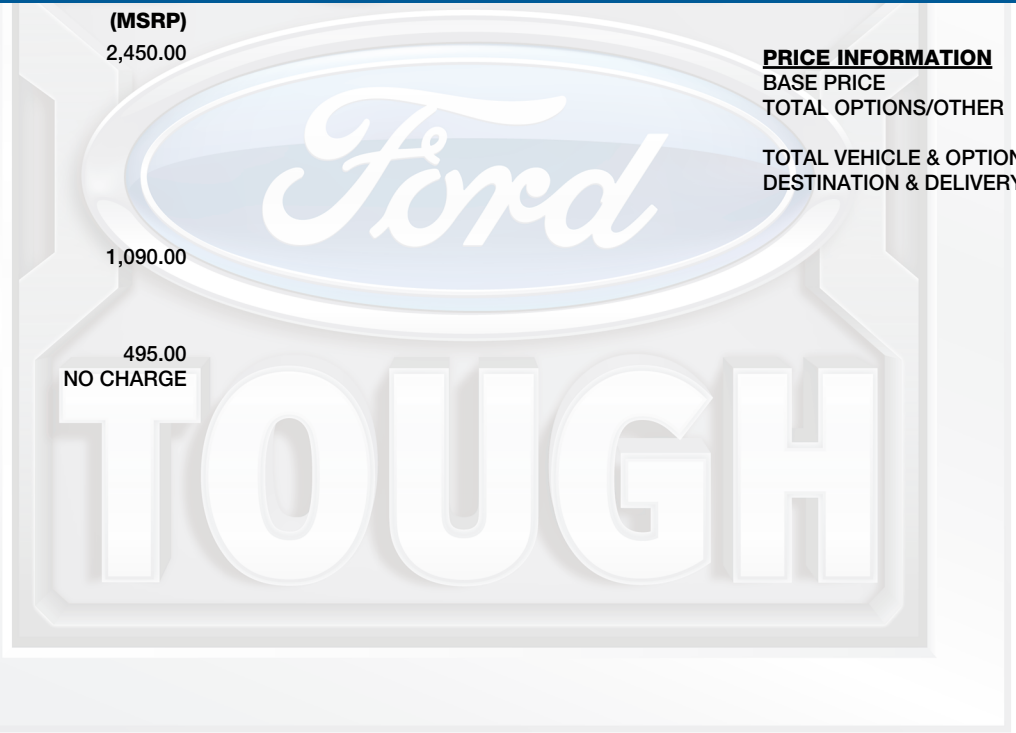 (MSRP)
2,450.00
1,090.00
495.00
NO CHARGE
PRICE INFORMATION
BASE PRICE
TOTAL OPTIONS/OTHER
TOTAL VEHICLE & OPTION
DESTINATION & DELIVERY
Ford
TOUGH